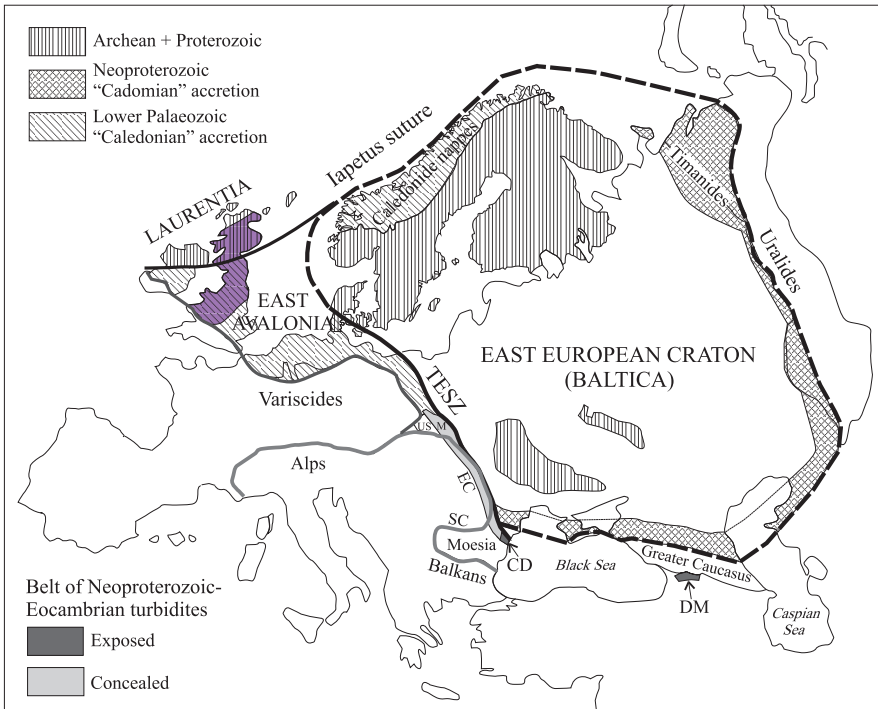 Archean + Proterozoic
Neoproterozoic
“Cadomian” accretion
Lower Palaeozoic
“Caledonian” accretion
Iapetus suture
LAURENTIA
Caledonide nappes
Timanides
Uralides
EAST
AVALONIA
EAST EUROPEAN CRATON
(BALTICA)
TESZ
Variscides
US M
Alps
EC
SC
Moesia
CD
Balkans
Black Sea
Greater Caucasus
DM
Caspian
Sea
Belt of Neoproterozoic-
Eocambrian turbidites
Exposed
Concealed